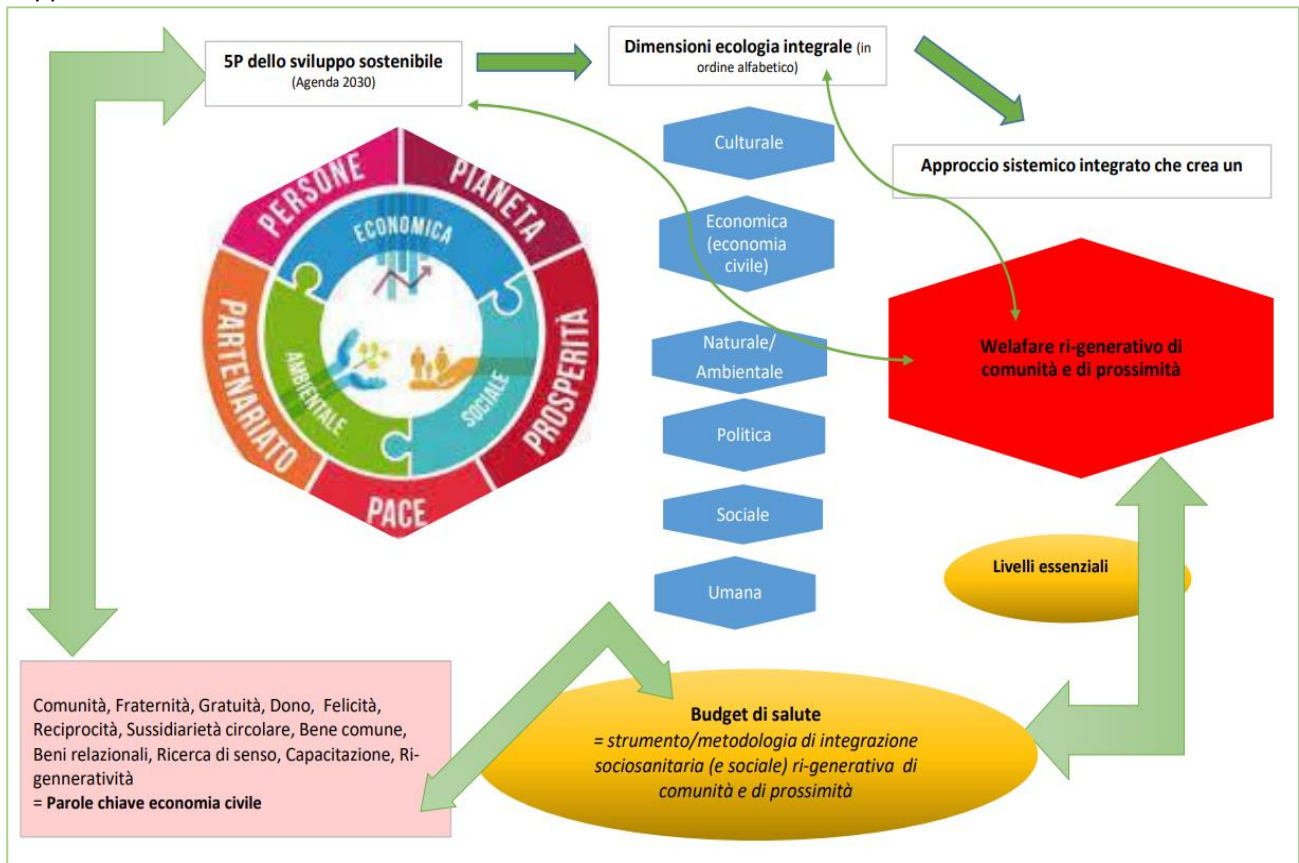 5P dello sviluppo sostenibile
(Agenda 2030)
Dimensioni ecologia integrale (in
ordine alfabetico)
Approccio sistemico integrato che crea un
PERSONE
PIANETA
PROSPERITÀ
PACE
PARTENARIATO
ECONOMICA
SOCIALE
AMBIENTALE
Culturale
Economica
(economia
civile)
Naturale/
Ambientale
Politica
Sociale
Umana
Welafare ri-generativo di
comunità e di prossimità
Livelli essenziali
Comunità, Fraternità, Gratuità, Dono, Felicità,
Reciprocità, Sussidiarietà circolare, Bene comune,
Beni relazionali, Ricerca di senso, Capacitazione, Ri-
genneratività
= Parole chiave economia civile
Budget di salute
= strumento/metodologia di integrazione
sociosanitaria (e sociale) ri-generativa di
comunità e di prossimità